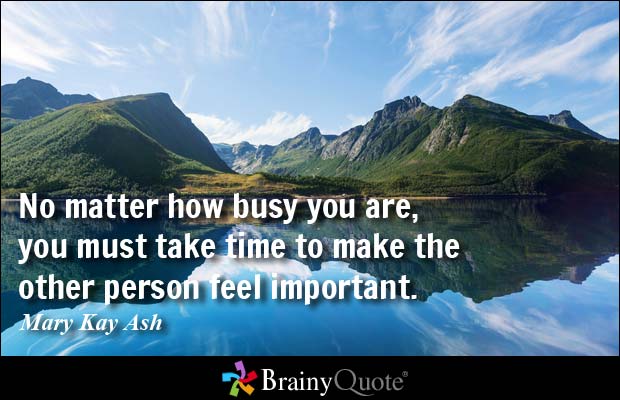 No matter how busy you are,
you must take time to make the
other person feel important.
Mary Kay Ash
BrainyQuote®